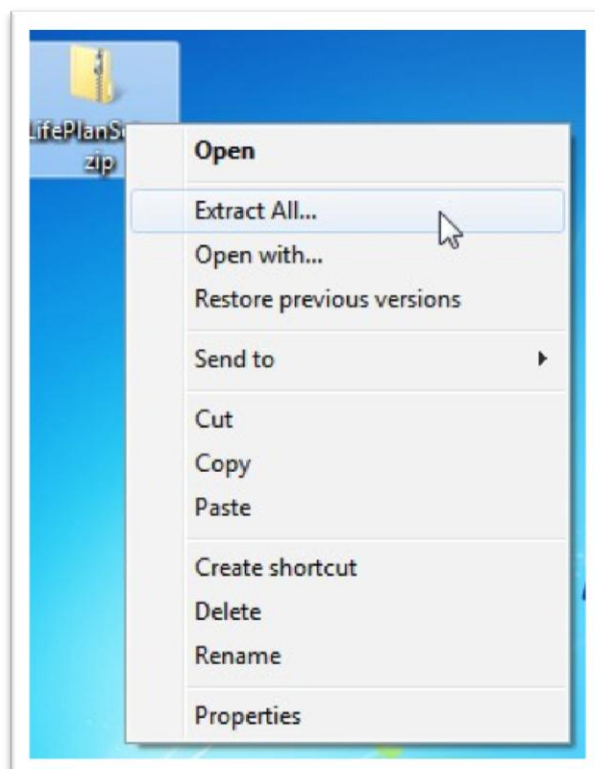 LifePlanS
zip
Open
Extract All...
Open with...
Restore previous versions
Send to
Cut
Copy
Paste
Create shortcut
Delete
Rename
Properties